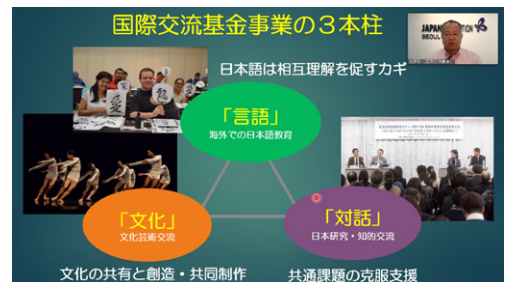 国際交流基金事業の３本柱
JAPAN
SEOUL
日本語は相互理解を促すカギ
愛
「言語」
海外での日本語教育
「文化」
文化芸術交流
「対話」
日本研究・知的交流
文化の共有と創造・共同制作
共通課題の克服支援